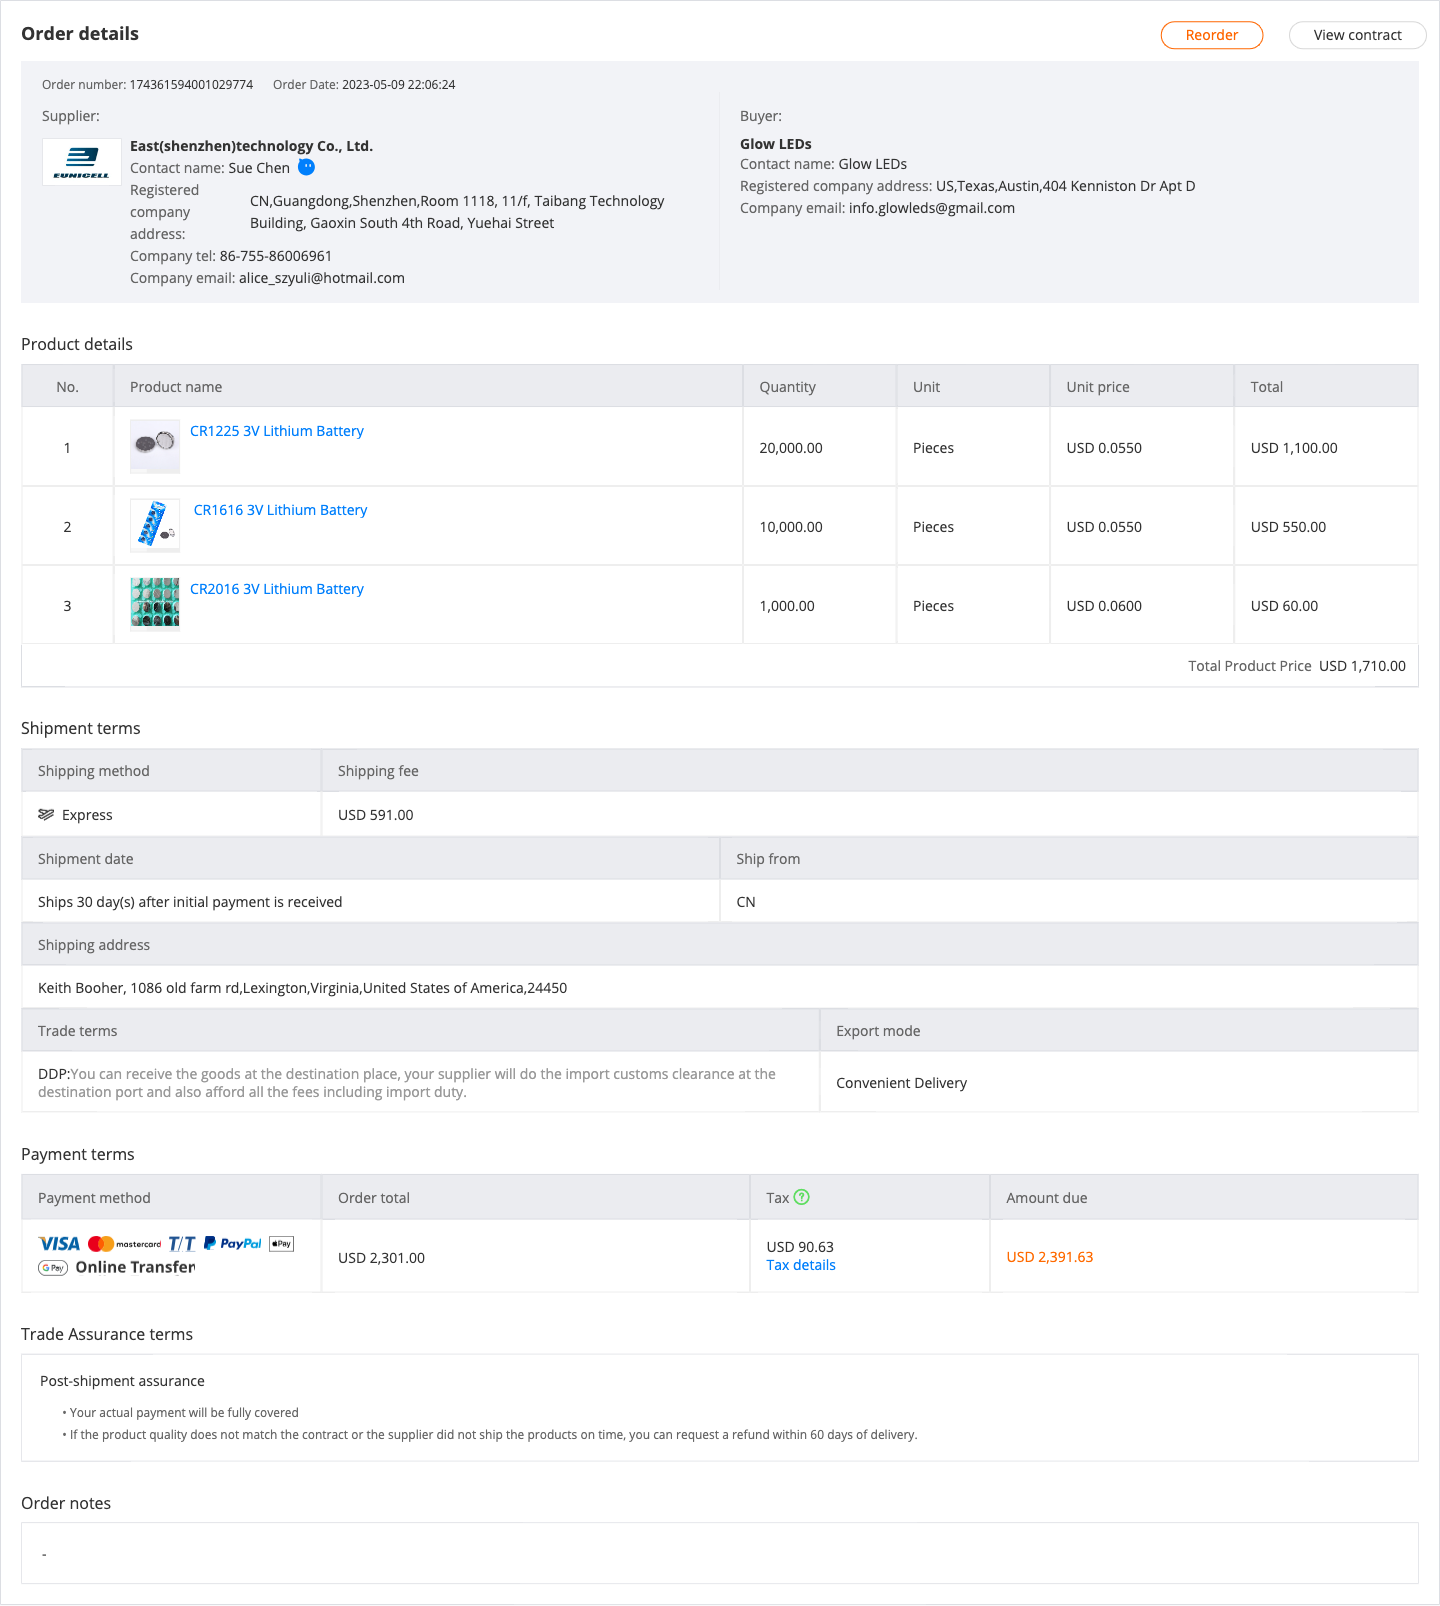 Order details
Reorder
View contract
Order number: 174361594001029774 Order Date: 2023-05-09 22:06:24
Supplier:
EUNICELL
East(shenzhen)technology Co., Ltd.
Contact name: Sue Chen
Registered company address: CN,Guangdong,Shenzhen,Room 1118, 11/f, Taibang Technology
Building, Gaoxin South 4th Road, Yuehai Street
Company tel: 86-755-86006961
Company email: alice_szyuli@hotmail.com
Buyer:
Glow LEDs
Contact name: Glow LEDs
Registered company address: US,Texas,Austin,404 Kenniston Dr Apt D
Company email: info.glowleds@gmail.com
Product details
No. Product name Quantity Unit Unit price Total
1 CR1225 3V Lithium Battery 20,000.00 Pieces USD 0.0550 USD 1,100.00
2 CR1616 3V Lithium Battery 10,000.00 Pieces USD 0.0550 USD 550.00
3 CR2016 3V Lithium Battery 1,000.00 Pieces USD 0.0600 USD 60.00
Total Product Price USD 1,710.00
Shipment terms
Shipping method Shipping fee
Express USD 591.00
Shipment date Ship from
Ships 30 day(s) after initial payment is received CN
Shipping address
Keith Booher, 1086 old farm rd,Lexington,Virginia,United States of America,24450
Trade terms Export mode
DDP:You can receive the goods at the destination place, your supplier will do the import customs clearance at the
destination port and also afford all the fees including import duty.
Convenient Delivery
Payment terms
Payment method Order total Tax ? Amount due
VISA mastercard T/T PayPal Pay
G Pay Online Transfer
USD 2,301.00
USD 90.63
Tax details
USD 2,391.63
Trade Assurance terms
Post-shipment assurance
• Your actual payment will be fully covered
• If the product quality does not match the contract or the supplier did not ship the products on time, you can request a refund within 60 days of delivery.
Order notes
-